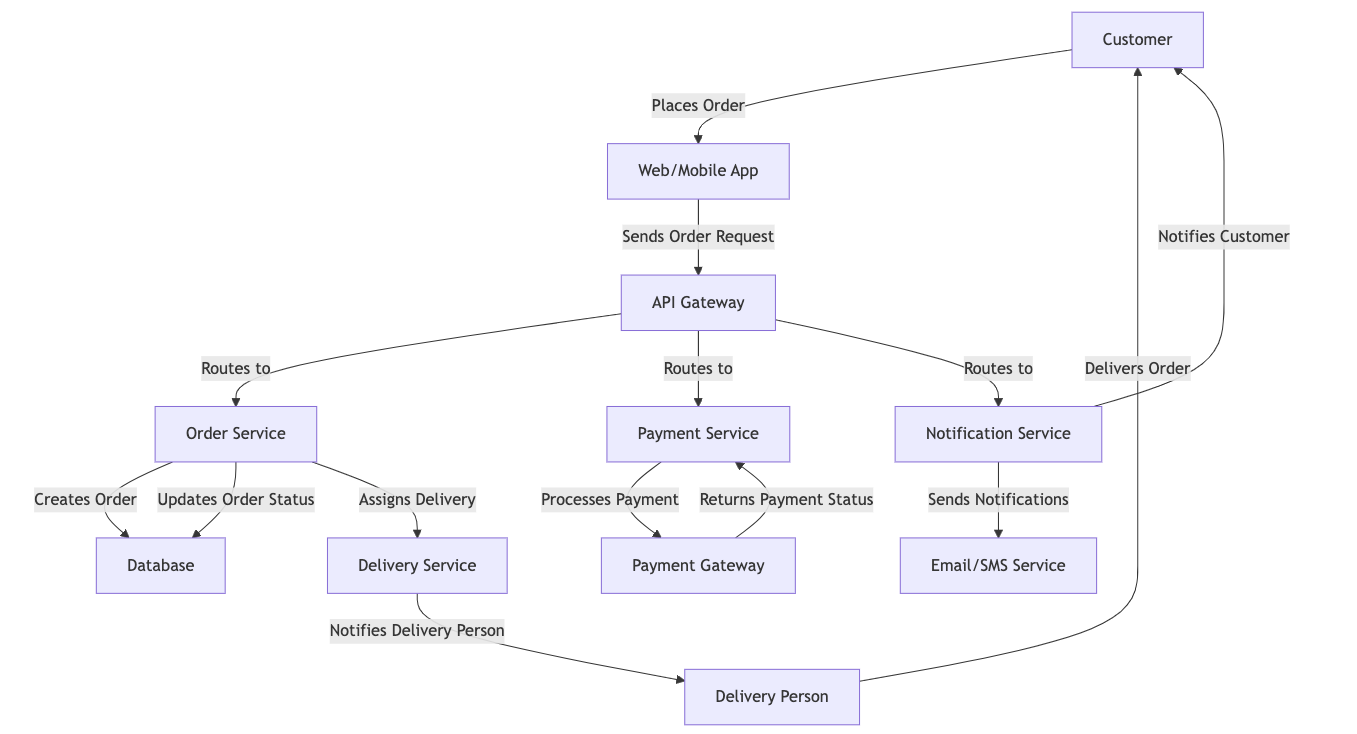 Customer
Places Order
Web/Mobile App
Sends Order Request
Notifies Customer
API Gateway
Routes to
Routes to
Routes to
Delivers Order
Order Service
Payment Service
Notification Service
Creates Order
Updates Order Status
Assigns Delivery
Processes Payment
Returns Payment Status
Sends Notifications
Database
Delivery Service
Payment Gateway
Email/SMS Service
Notifies Delivery Person
Delivery Person